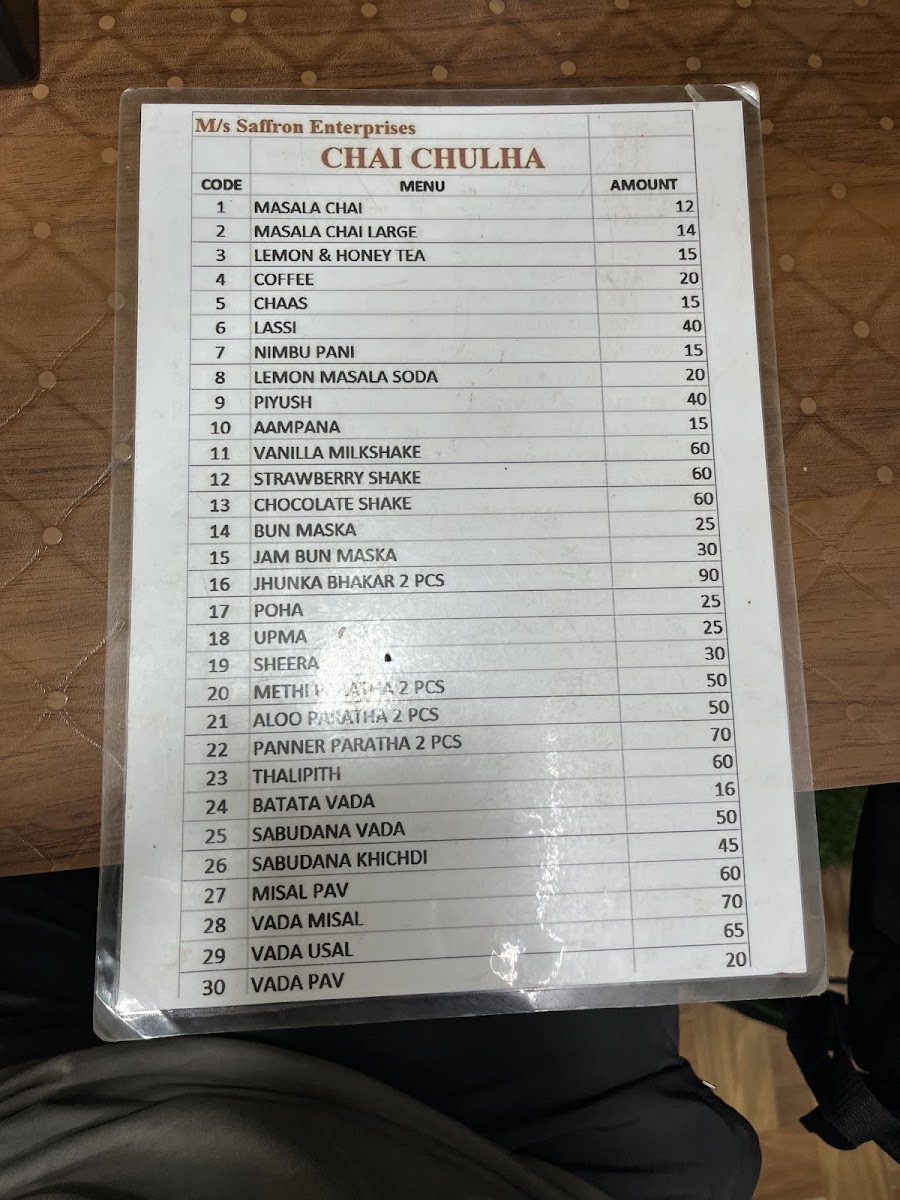 M/s Saffron Enterprises
CHAI CHULHA
CODE MENU AMOUNT
1 MASALA CHAI 12
2 MASALA CHAI LARGE 14
3 LEMON & HONEY TEA 15
4 COFFEE 20
5 CHAAS 15
6 LASSI 40
7 NIMBU PANI 15
8 LEMON MASALA SODA 20
9 PIYUSH 40
10 AAMPANA 15
11 VANILLA MILKSHAKE 60
12 STRAWBERRY SHAKE 60
13 CHOCOLATE SHAKE 60
14 BUN MASKA 25
15 JAM BUN MASKA 30
16 JHUNKA BHAKAR 2 PCS 90
17 POHA 25
18 UPMA 25
19 SHEERA 30
20 METHI PARATHA 2 PCS 50
21 ALOO PARATHA 2 PCS 50
22 PANNER PARATHA 2 PCS 70
23 THALIPITH 60
24 BATATA VADA 16
25 SABUDANA VADA 50
26 SABUDANA KHICHDI 45
27 MISAL PAV 60
28 VADA MISAL 70
29 VADA USAL 65
30 VADA PAV 20